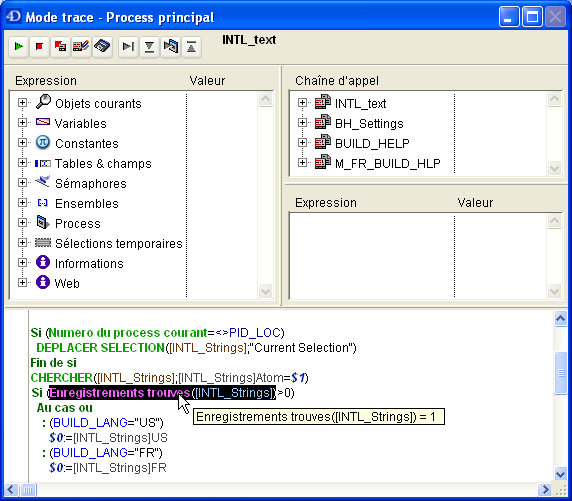 Mode trace - Process principal
INTL_text
Expression Valeur
Objets courants
Variables
Constantes
Tables & champs
Sémaphores
Ensembles
Process
Sélections temporaires
Informations
Web
Chaîne d'appel
INTL_text
BH_Settings
BUILD_HELP
M_FR_BUILD_HLP
Expression Valeur
Si (Numero du process courant=<>PID_LOC)
DEPLACER SELECTION([INTL_Strings];"Current Selection")
Fin de si
CHERCHER([INTL_Strings];[INTL_Strings]Atom=$1)
Si (Enregistrements trouves([INTL_Strings])>0)
Au cas ou
Enregistrements trouves([INTL_Strings]) = 1
: (BUILD_LANG="US")
$0:=[INTL_Strings]US
: (BUILD_LANG="FR")
$0:=[INTL_Strings]FR